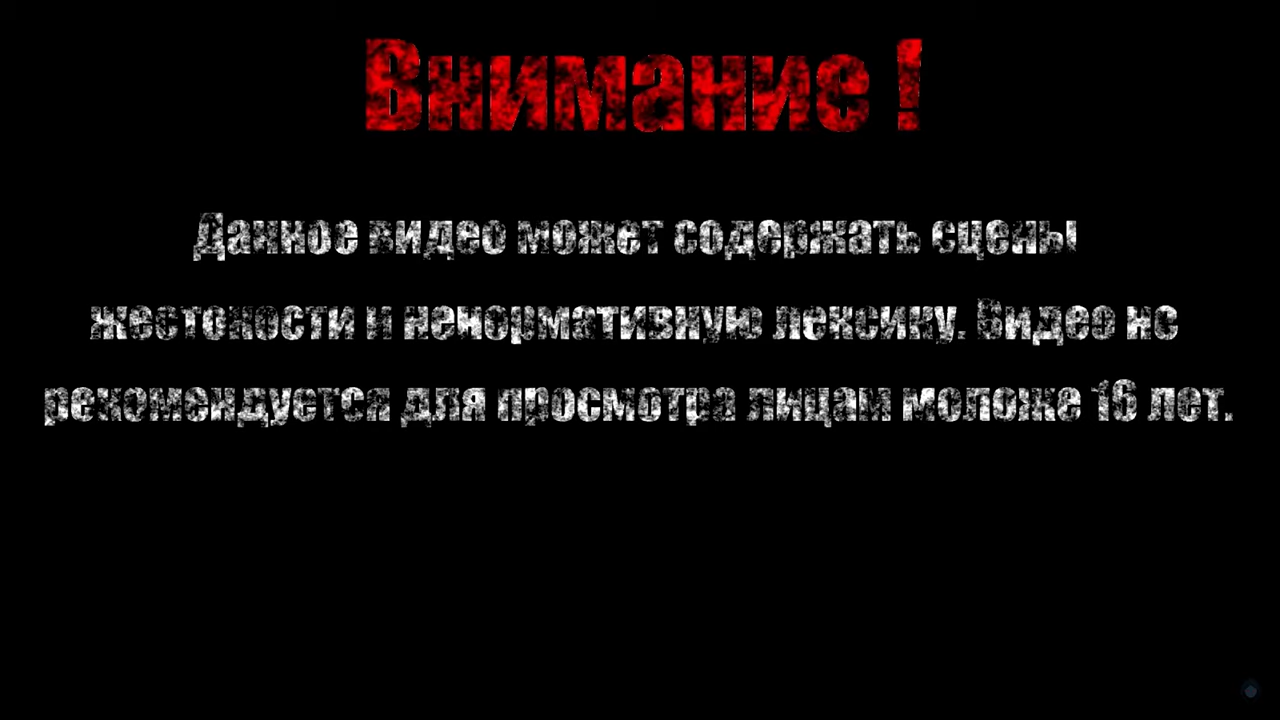 Внимание !
Данное видео может содержать сцены
жестокости и ненормативную лексику. Видео не
рекомендуется для просмотра лицам моложе 16 лет.